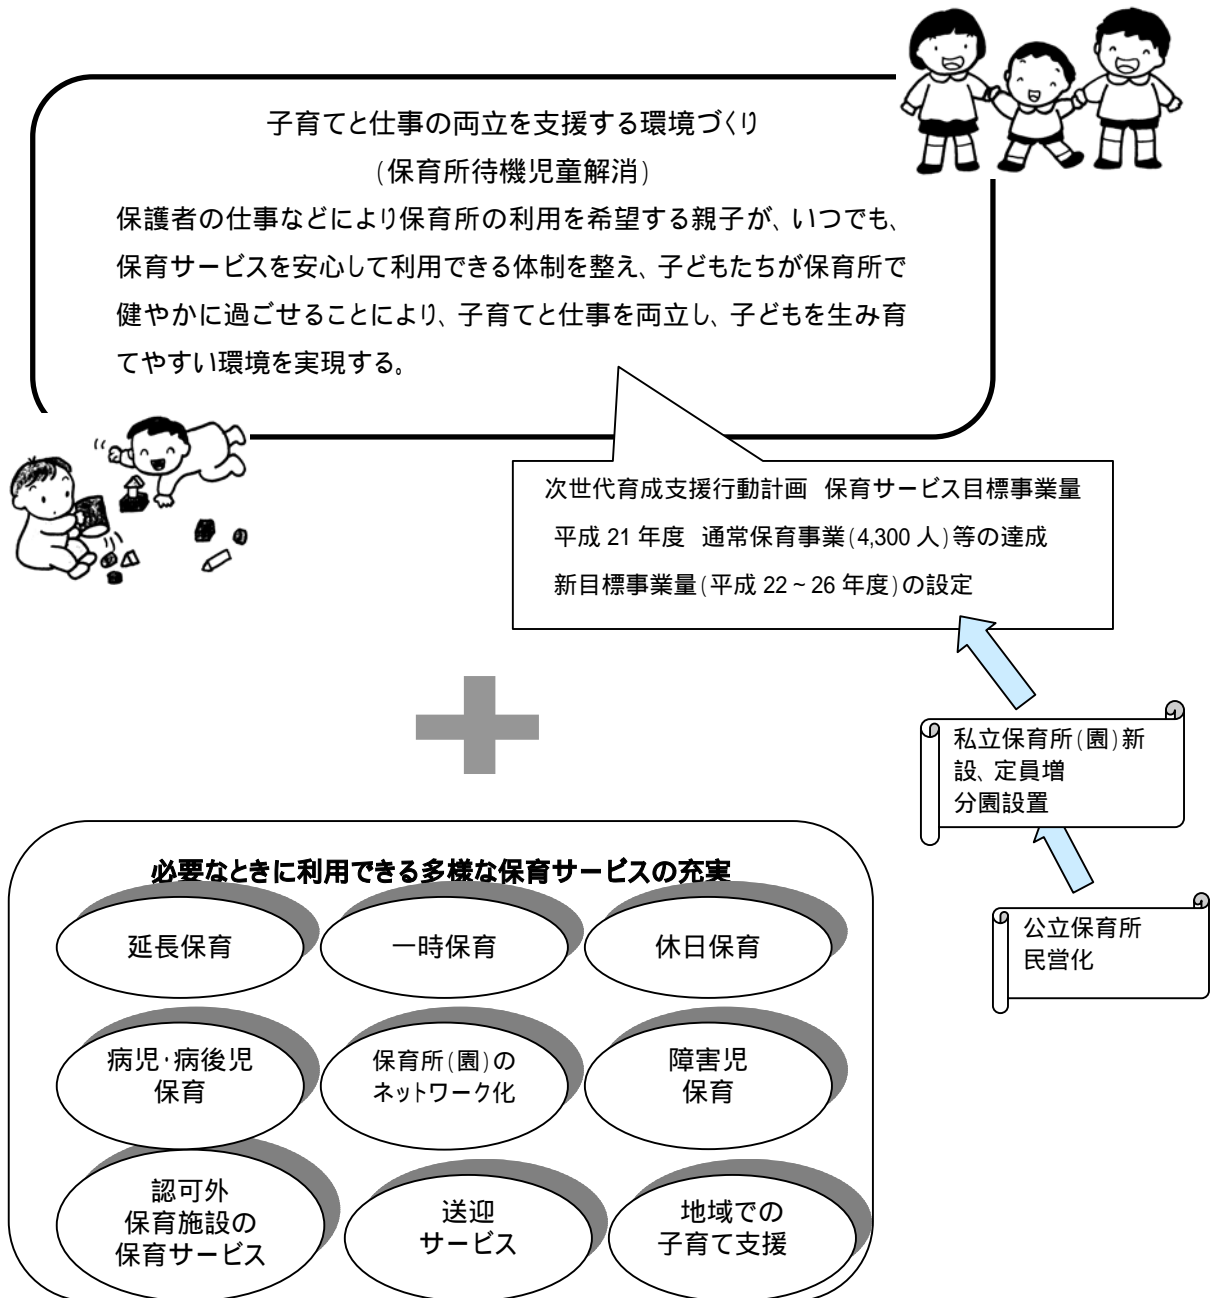 子育てと仕事の両立を支援する環境づくり
(保育所待機児童解消)
保護者の仕事などにより保育所の利用を希望する親子が、いつでも、
保育サービスを安心して利用できる体制を整え、子どもたちが保育所で
健やかに過ごせることにより、子育てと仕事を両立し、子どもを生み育
てやすい環境を実現する。
次世代育成支援行動計画 保育サービス目標事業量
平成 21 年度 通常保育事業(4,300 人)等の達成
新目標事業量(平成 22~26 年度)の設定
私立保育所(園)新
設、定員増
分園設置
公立保育所
民営化
必要なときに利用できる多様な保育サービスの充実
延長保育
一時保育
休日保育
病児・病後児
保育
保育所(園)の
ネットワーク化
障害児
保育
認可外
保育施設の
保育サービス
送迎
サービス
地域での
子育て支援